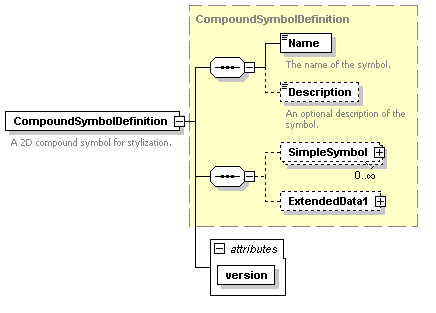 CompoundSymbolDefinition
Name
The name of the symbol.
Description
An optional description of the
symbol.
CompoundSymbolDefinition
A 2D compound symbol for stylization.
SimpleSymbol
0..∞
ExtendedData1
attributes
version